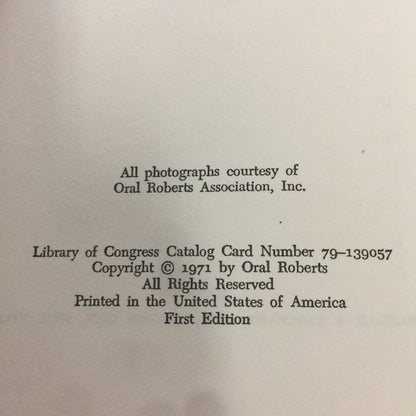 All photographs courtesy of
Oral Roberts Association, Inc.
Library of Congress Catalog Card Number 79–139057
Copyright © 1971 by Oral Roberts
All Rights Reserved
Printed in the United States of America
First Edition